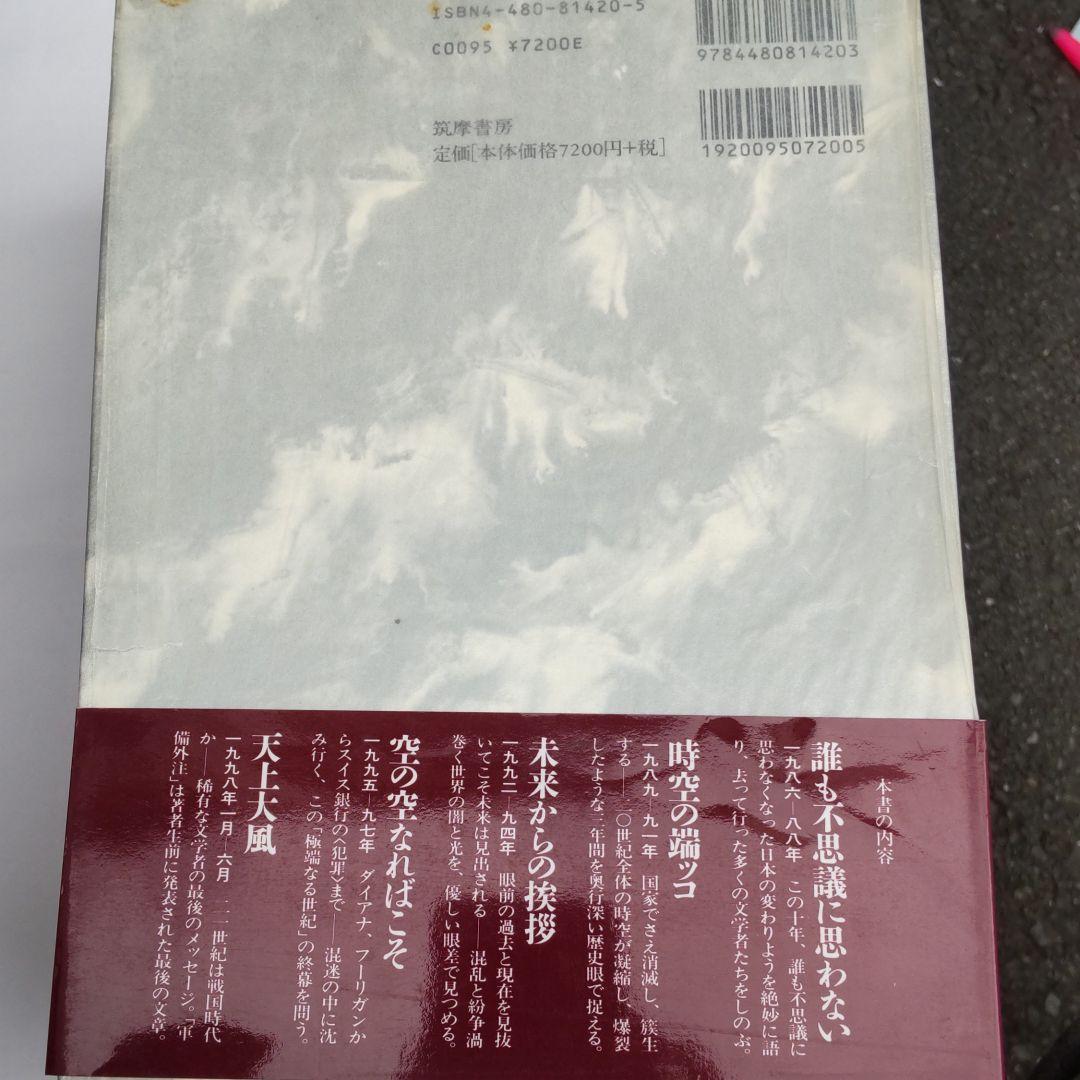 ISBN4-480-81420-5
C0095 ¥7200E
9784480814203
筑摩書房
定価[本体価格7200円+税]
1920095072005
本書の内容
誰も不思議に思わない
一九八六―八八年 この十年、誰も不思議に
思わなくなった日本の変わりようを絶妙に語
り、去って行った多くの文学者たちをしのぶ。
時空の端ッコ
一九八九―九一年 国家でさえ消滅し、簇生
する――二〇世紀全体の時空が凝縮し、爆裂
したような三年間を奥行深い歴史眼で捉える。
未来からの挨拶
一九九二―九四年 眼前の過去と現在を見抜
いてこそ未来は見出される――混乱と紛争渦
巻く世界の闇と光を、優しい眼差で見つめる。
空の空なればこそ
一九九五―九七年 ダイアナ、フーリガンか
らスイス銀行の〈犯罪〉まで――混迷の中に沈
み行く、この「極端なる世紀」の終幕を問う。
天上大風
一九九八年一月―六月 二一世紀は戦国時代
か――稀有な文学者の最後のメッセージ。「軍
備外注」は著者生前に発表された最後の文章。